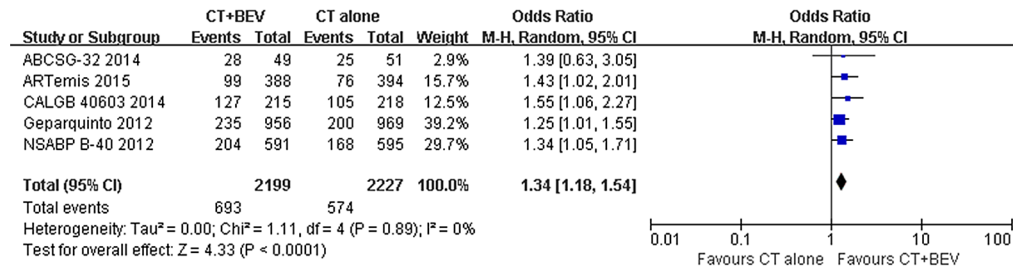 CT+BEV CT alone Odds Ratio Odds Ratio
Study or Subgroup Events Total Events Total Weight M-H, Random, 95% CI M-H, Random, 95% CI
ABCSG-32 2014 28 49 25 51 2.9% 1.39 [0.63, 3.05]
ARTemis 2015 99 388 76 394 15.7% 1.43 [1.02, 2.01]
CALGB 40603 2014 127 215 105 218 12.5% 1.55 [1.06, 2.27]
Geparquinto 2012 235 956 200 969 39.2% 1.25 [1.01, 1.55]
NSABP B-40 2012 204 591 168 595 29.7% 1.34 [1.05, 1.71]
Total (95% CI) 2199 2227 100.0% 1.34 [1.18, 1.54]
Total events 693 574
Heterogeneity: Tau² = 0.00; Chi² = 1.11, df = 4 (P = 0.89); I² = 0%
Test for overall effect: Z = 4.33 (P < 0.0001)
0.01 0.1 1 10 100
Favours CT alone Favours CT+BEV